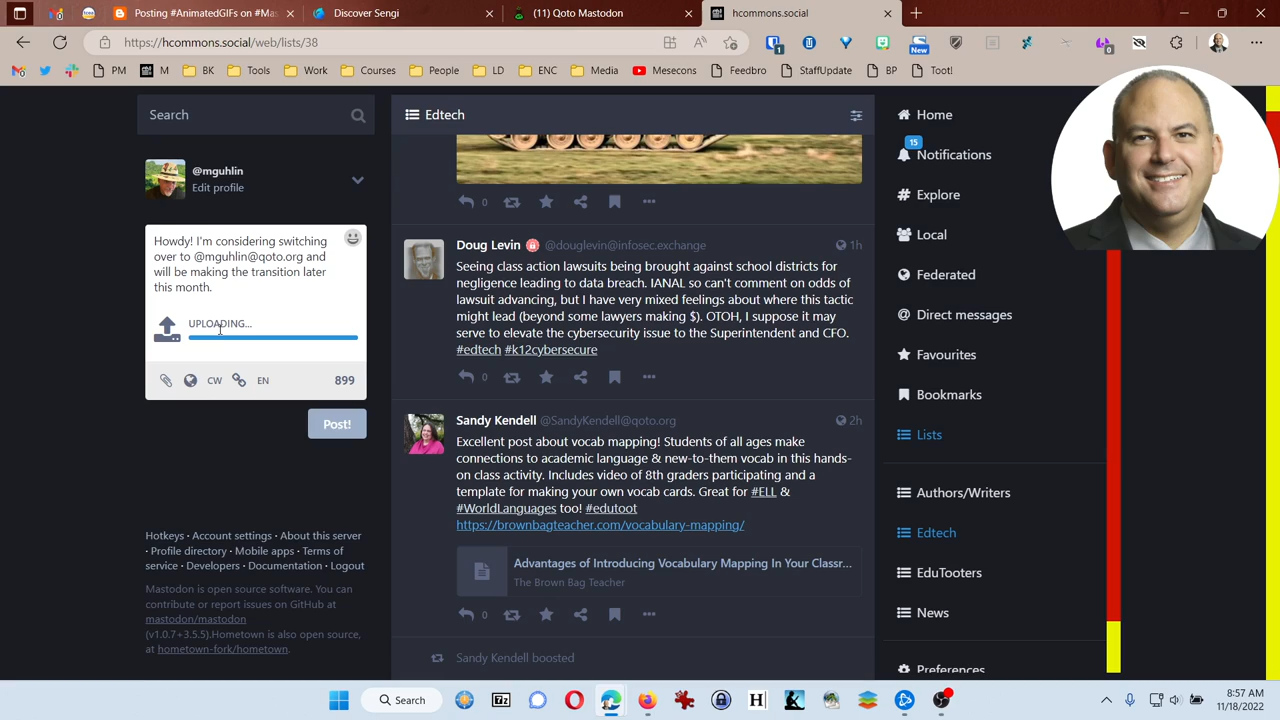 Posting #AnimatedGIFs on #Mas
Discover Sengi
(11) Qoto Mastodon
hcommons.social
https://hcommons.social/web/lists/38
1
New
0
PM
M
BK
Tools
Work
Courses
People
LD
ENC
Media
Mesecons
Feedbro
StaffUpdate
BP
Toot!
Search
@mguhlin
Edit profile
Howdy! I'm considering switching
over to @mguhlin@qoto.org and
will be making the transition later
this month.
UPLOADING...
CW
EN
899
Post!
Hotkeys · Account settings · About this server
· Profile directory · Mobile apps · Terms of
service · Developers · Documentation · Logout
Mastodon is open source software. You can
contribute or report issues on GitHub at
mastodon/mastodon
(v1.0.7+3.5.5).Hometown is also open source,
at hometown-fork/hometown.
Edtech
0
Doug Levin @douglevin@infosec.exchange 1h
Seeing class action lawsuits being brought against school districts for
negligence leading to data breach. IANAL so can't comment on odds of
lawsuit advancing, but I have very mixed feelings about where this tactic
might lead (beyond some lawyers making $). OTOH, I suppose it may
serve to elevate the cybersecurity issue to the Superintendent and CFO.
#edtech #k12cybersecure
0
Sandy Kendell @SandyKendell@qoto.org 2h
Excellent post about vocab mapping! Students of all ages make
connections to academic language & new-to-them vocab in this hands-
on class activity. Includes video of 8th graders participating and a
template for making your own vocab cards. Great for #ELL &
#WorldLanguages too! #edutoot
https://brownbagteacher.com/vocabulary-mapping/
Advantages of Introducing Vocabulary Mapping In Your Classr...
The Brown Bag Teacher
0
Sandy Kendell boosted
Home
15
Notifications
Explore
Local
Federated
Direct messages
Favourites
Bookmarks
Lists
Authors/Writers
Edtech
EduTooters
News
Preferences
Search
8:57 AM
11/18/2022